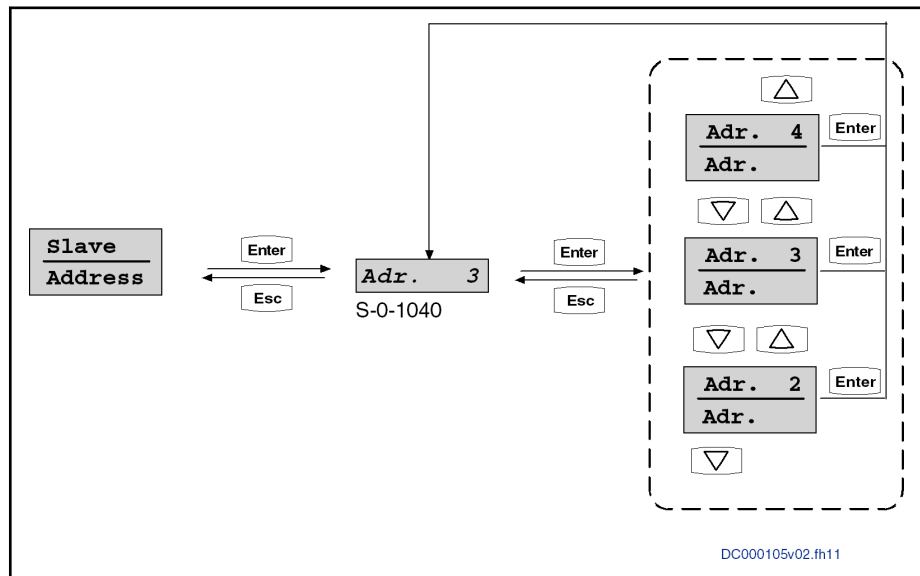 Slave
Address
Enter
Esc
Adr. 3
S-0-1040
Enter
Esc
Adr. 4
Adr.
Enter
Adr. 3
Adr.
Enter
Adr. 2
Adr.
Enter
DC000105v02.fh11